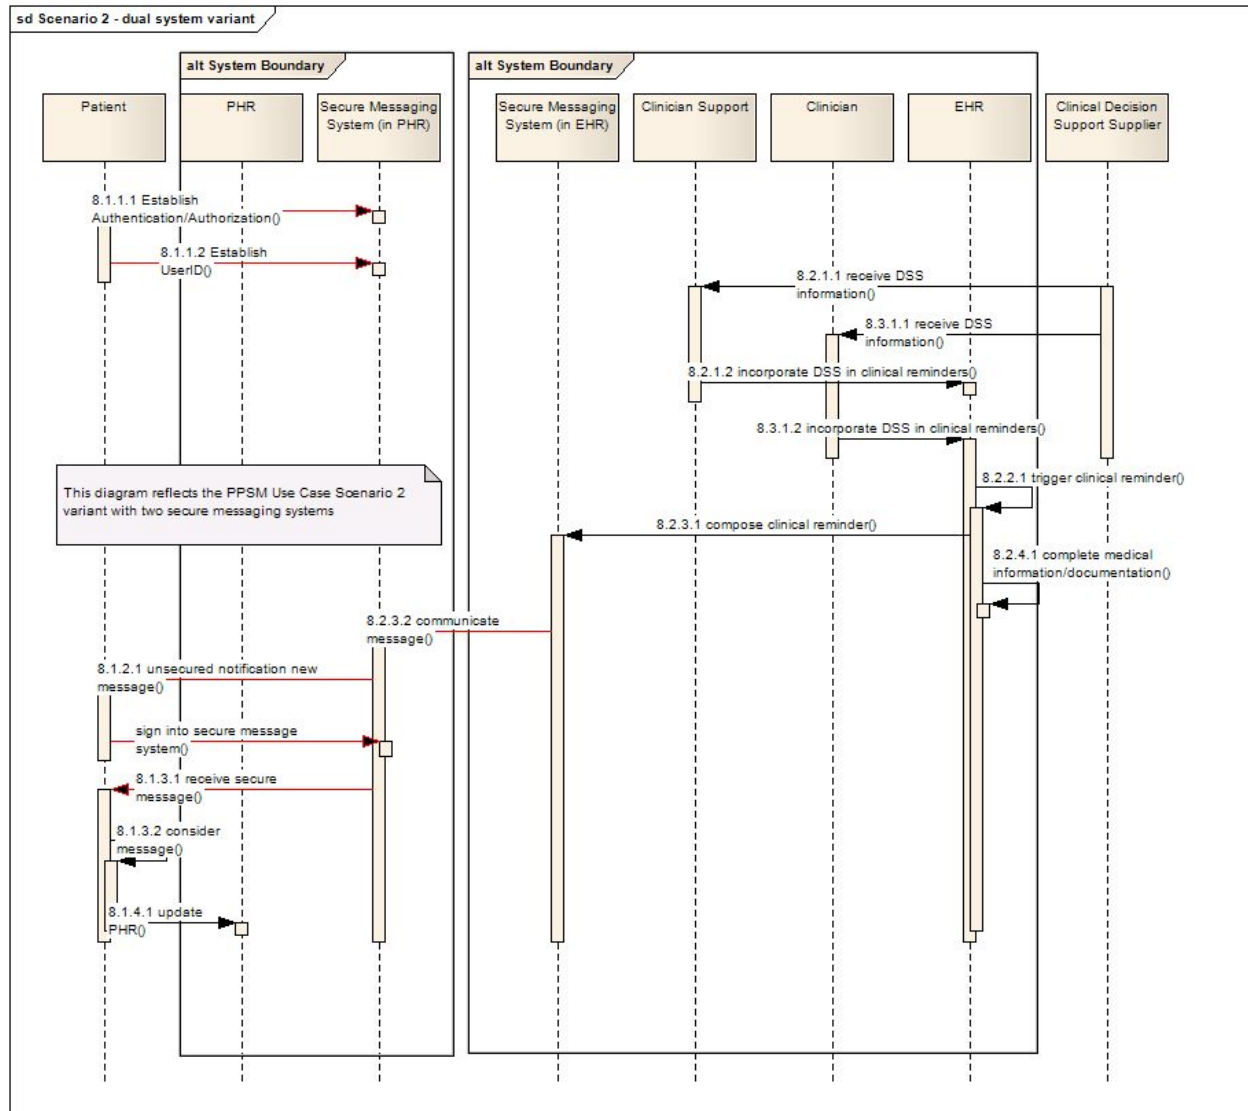 sd Scenario 2 - dual system variant
alt System Boundary
alt System Boundary
Patient
PHR
Secure Messaging
System (in PHR)
Secure Messaging
System (in EHR)
Clinician Support
Clinician
EHR
Clinical Decision
Support Supplier
8.1.1.1 Establish
Authentication/Authorization()
8.1.1.2 Establish
UserID()
8.2.1.1 receive DSS
information()
8.3.1.1 receive DSS
information()
8.2.1.2 incorporate DSS in clinical reminders()
8.3.1.2 incorporate DSS in clinical reminders()
8.2.2.1 trigger clinical reminder()
This diagram reflects the PPSM Use Case Scenario 2
variant with two secure messaging systems
8.2.3.1 compose clinical reminder()
8.2.4.1 complete medical
information/documentation()
8.2.3.2 communicate
message()
8.1.2.1 unsecured notification new
message()
sign into secure message
system()
8.1.3.1 receive secure
message()
8.1.3.2 consider
message()
8.1.4.1 update
PHR()